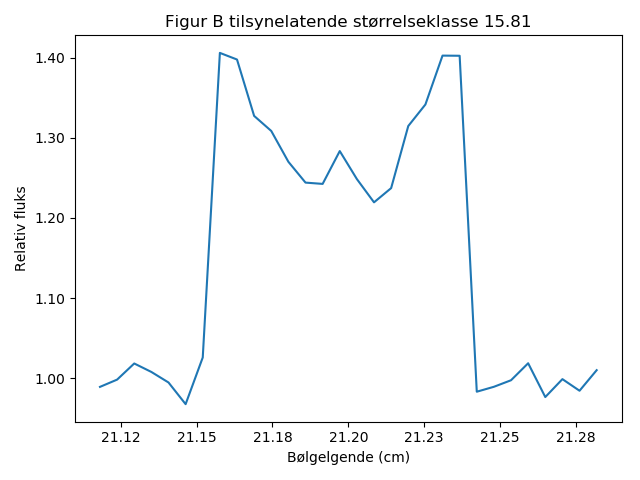 Figur B tilsynelatende størrelseklasse 15.81
Relativ fluks
1.40
1.30
1.20
1.10
1.00
21.12 21.15 21.18 21.20 21.23 21.25 21.28
Bølgelgende (cm)